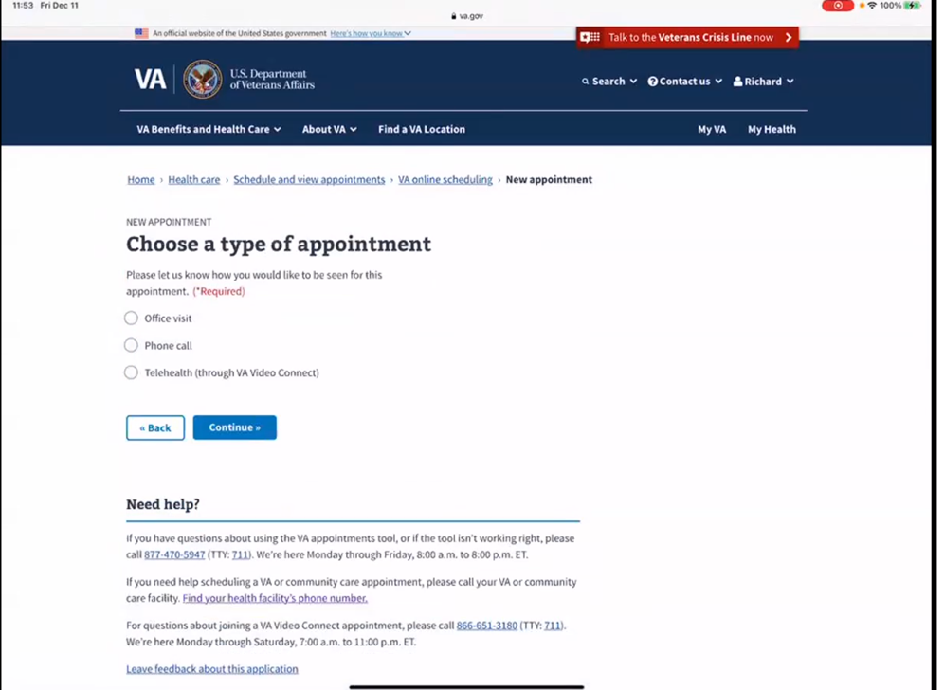 11:53 Fri Dec 11
100%
va.gov
An official website of the United States government Here's how you know
Talk to the Veterans Crisis Line now
VA
U.S. Department
of Veterans Affairs
Search
Contact us
Richard
VA Benefits and Health Care
About VA
Find a VA Location
My VA
My Health
Home › Health care › Schedule and view appointments › VA online scheduling › New appointment
NEW APPOINTMENT
Choose a type of appointment
Please let us know how you would like to be seen for this
appointment. (*Required)
Office visit
Phone call
Telehealth (through VA Video Connect)
« Back
Continue »
Need help?
If you have questions about using the VA appointments tool, or if the tool isn't working right, please
call 877-470-5947 (TTY: 711). We're here Monday through Friday, 8:00 a.m. to 8:00 p.m. ET.
If you need help scheduling a VA or community care appointment, please call your VA or community
care facility. Find your health facility's phone number.
For questions about joining a VA Video Connect appointment, please call 866-651-3180 (TTY: 711).
We're here Monday through Saturday, 7:00 a.m. to 11:00 p.m. ET.
Leave feedback about this application